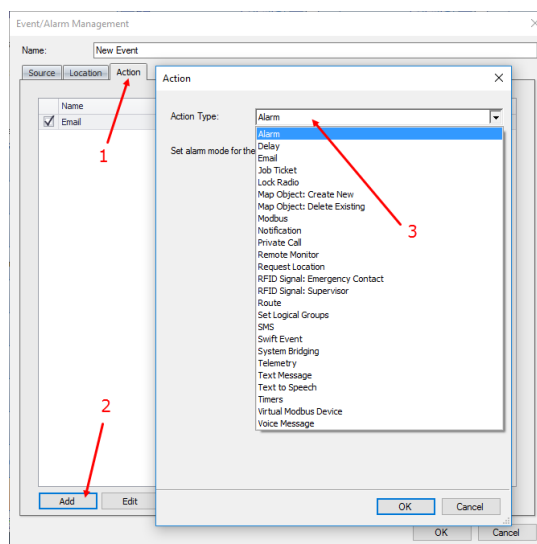 Event/Alarm Management
Name: New Event
Source Location Action
Name
Email
1
2
Add Edit
Action
Action Type: Alarm
Set alarm mode for the
Alarm
Delay
Email
Job Ticket
Lock Radio
Map Object: Create New
Map Object: Delete Existing
Modbus
Notification
Private Call
Remote Monitor
Request Location
RFID Signal: Emergency Contact
RFID Signal: Supervisor
Route
Set Logical Groups
SMS
Swift Event
System Bridging
Telemetry
Text Message
Text to Speech
Timers
Virtual Modbus Device
Voice Message
3
OK Cancel
OK Cancel